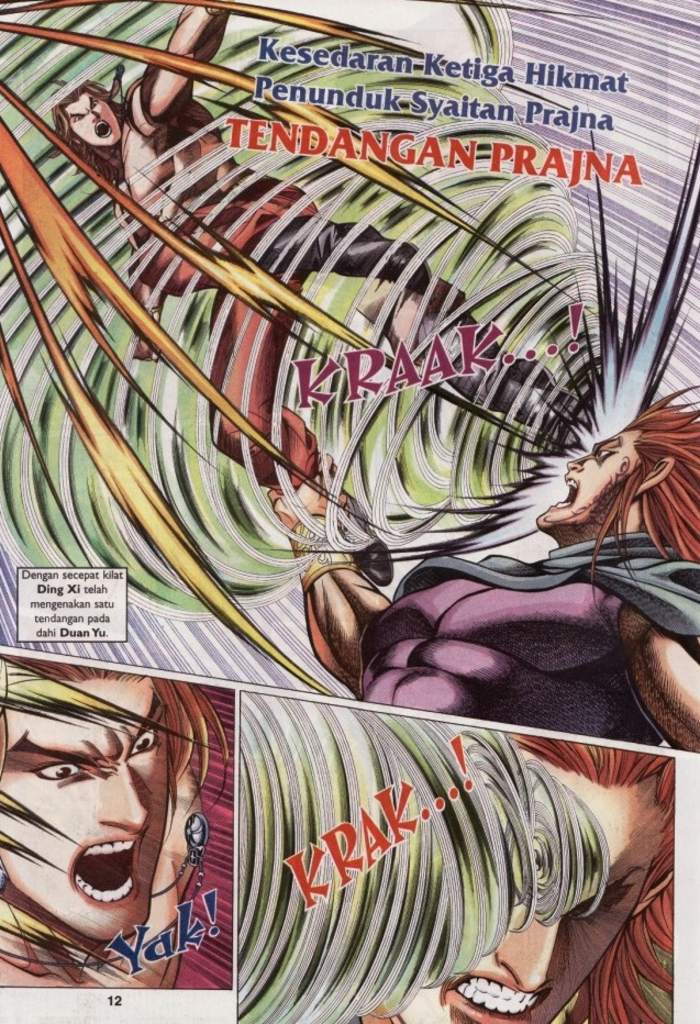 Kesedaran Ketiga Hikmat
Penunduk Syaitan Prajna
TENDANGAN PRAJNA
KRAAK...!
Dengan secepat kilat
Ding Xi telah
mengenakan satu
tendangan pada
dahi Duan Yu.
KRAK...!
Yak!
12